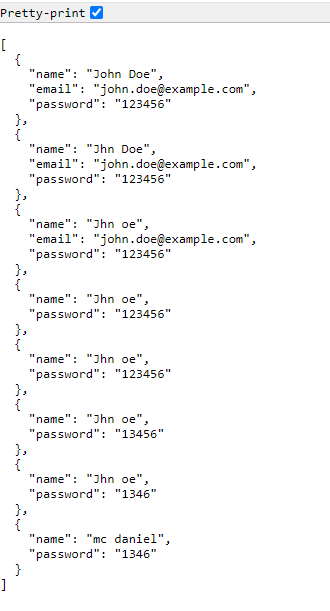 Pretty-print
[
  {
    "name": "John Doe",
    "email": "john.doe@example.com",
    "password": "123456"
  },
  {
    "name": "Jhn Doe",
    "email": "john.doe@example.com",
    "password": "123456"
  },
  {
    "name": "Jhn oe",
    "email": "john.doe@example.com",
    "password": "123456"
  },
  {
    "name": "Jhn oe",
    "password": "123456"
  },
  {
    "name": "Jhn oe",
    "password": "123456"
  },
  {
    "name": "Jhn oe",
    "password": "13456"
  },
  {
    "name": "Jhn oe",
    "password": "1346"
  },
  {
    "name": "mc daniel",
    "password": "1346"
  }
]